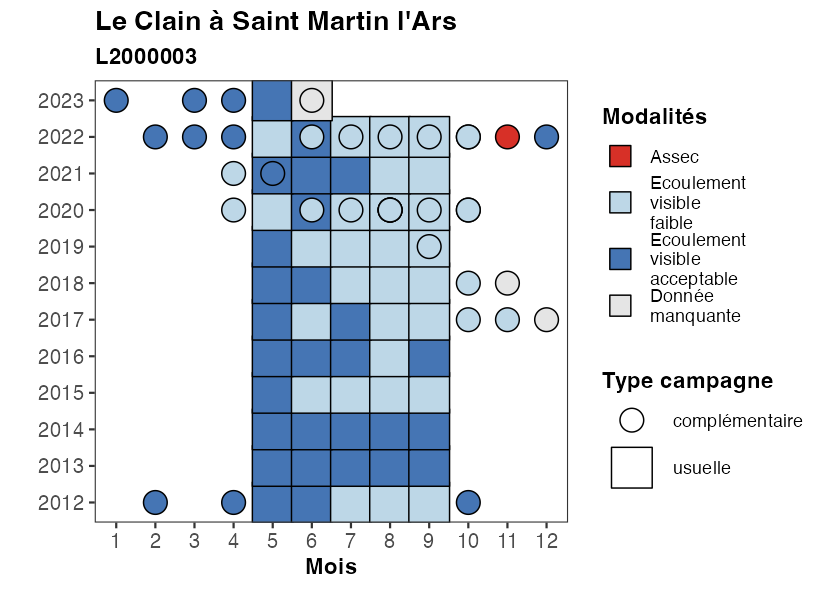 Le Clain à Saint Martin l'Ars
L2000003
2023
2022
2021
2020
2019
2018
2017
2016
2015
2014
2013
2012
1 2 3 4 5 6 7 8 9 10 11 12
Mois
Modalités
Assec
Ecoulement
visible
faible
Ecoulement
visible
acceptable
Donnée
manquante
Type campagne
complémentaire
usuelle